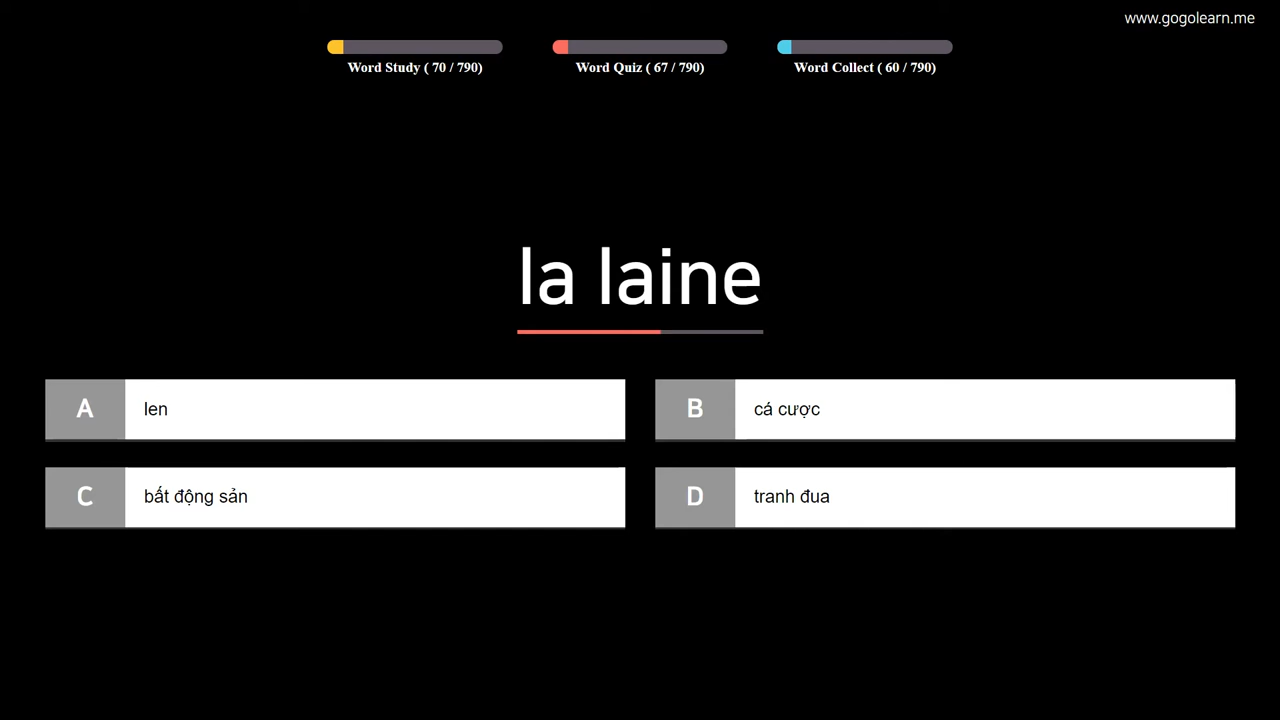 www.gogolearn.me
Word Study ( 70 / 790)
Word Quiz ( 67 / 790)
Word Collect ( 60 / 790)
la laine
A len
B cá cược
C bất động sản
D tranh đua